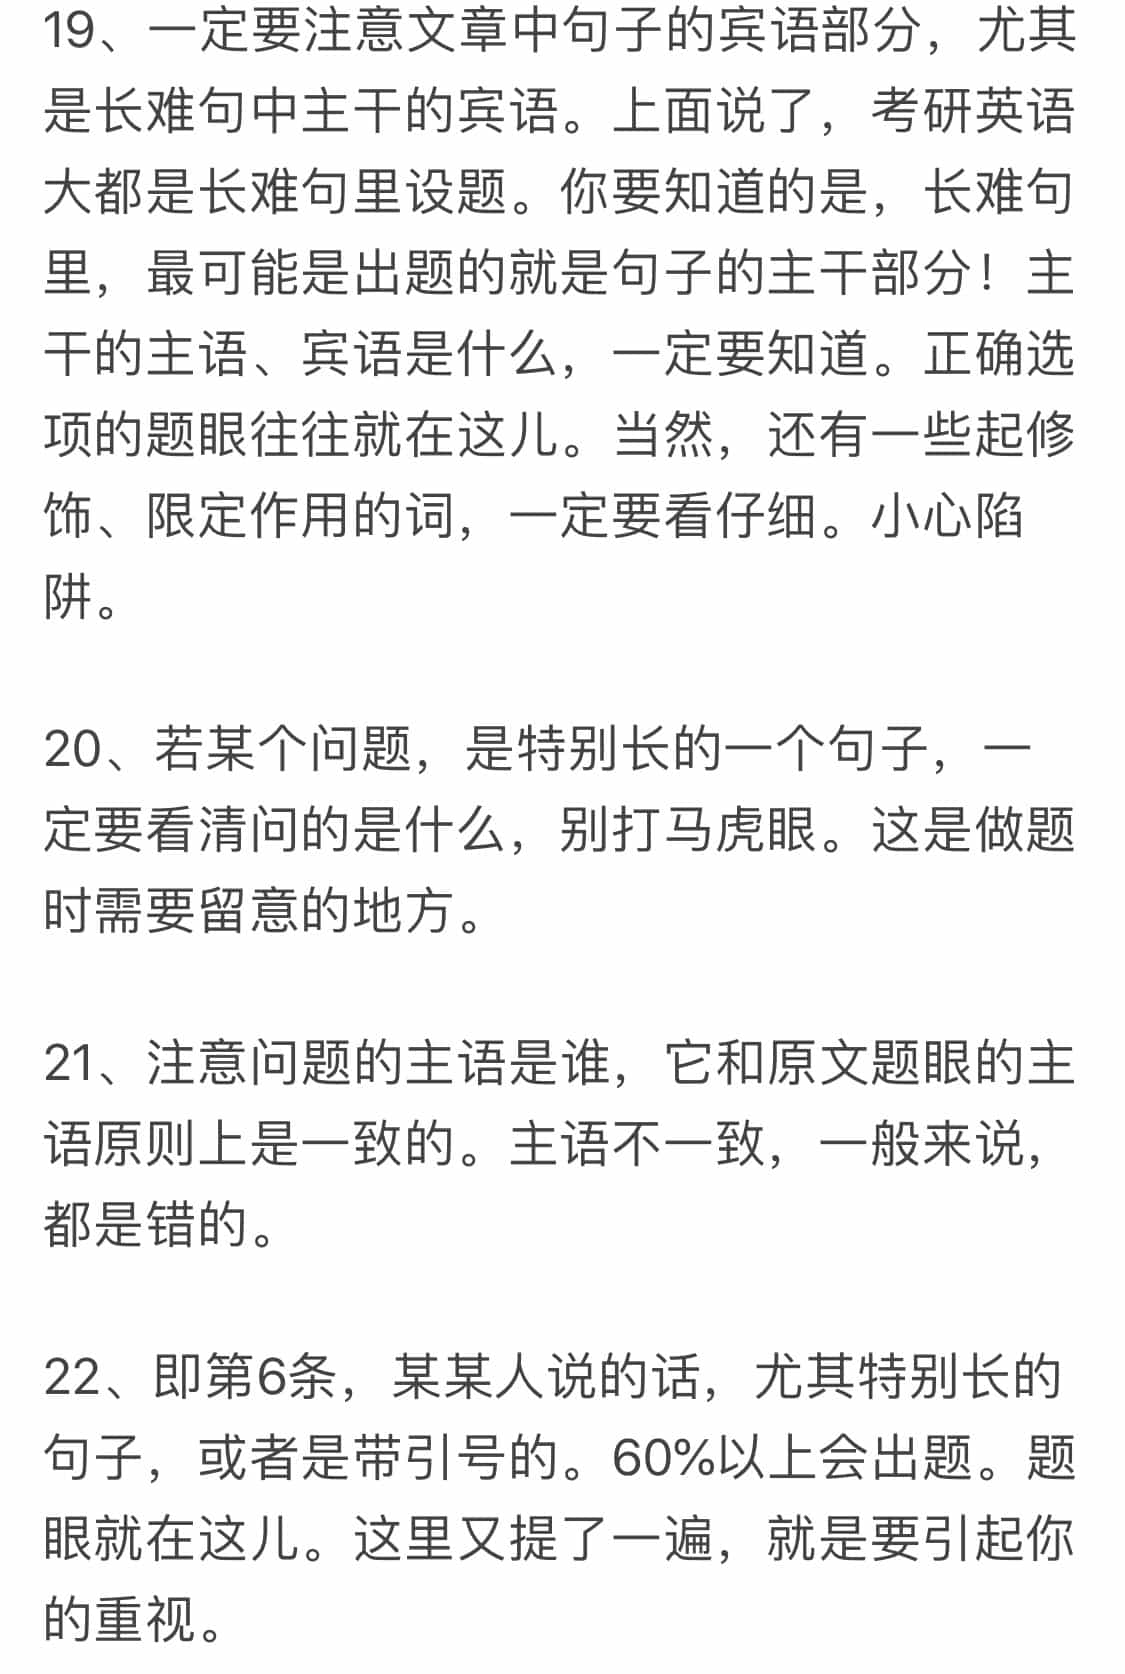 19、一定要注意文章中句子的宾语部分，尤其
是长难句中主干的宾语。上面说了，考研英语
大都是长难句里设题。你要知道的是，长难句
里，最可能是出题的就是句子的主干部分！主
干的主语、宾语是什么，一定要知道。正确选
项的题眼往往就在这儿。当然，还有一些起修
饰、限定作用的词，一定要看仔细。小心陷
阱。
20、若某个问题，是特别长的一个句子，一
定要看清问的是什么，别打马虎眼。这是做题
时需要留意的地方。
21、注意问题的主语是谁，它和原文题眼的主
语原则上是一致的。主语不一致，一般来说，
都是错的。
22、即第6条，某某人说的话，尤其特别长的
句子，或者是带引号的。60%以上会出题。题
眼就在这儿。这里又提了一遍，就是要引起你
的重视。